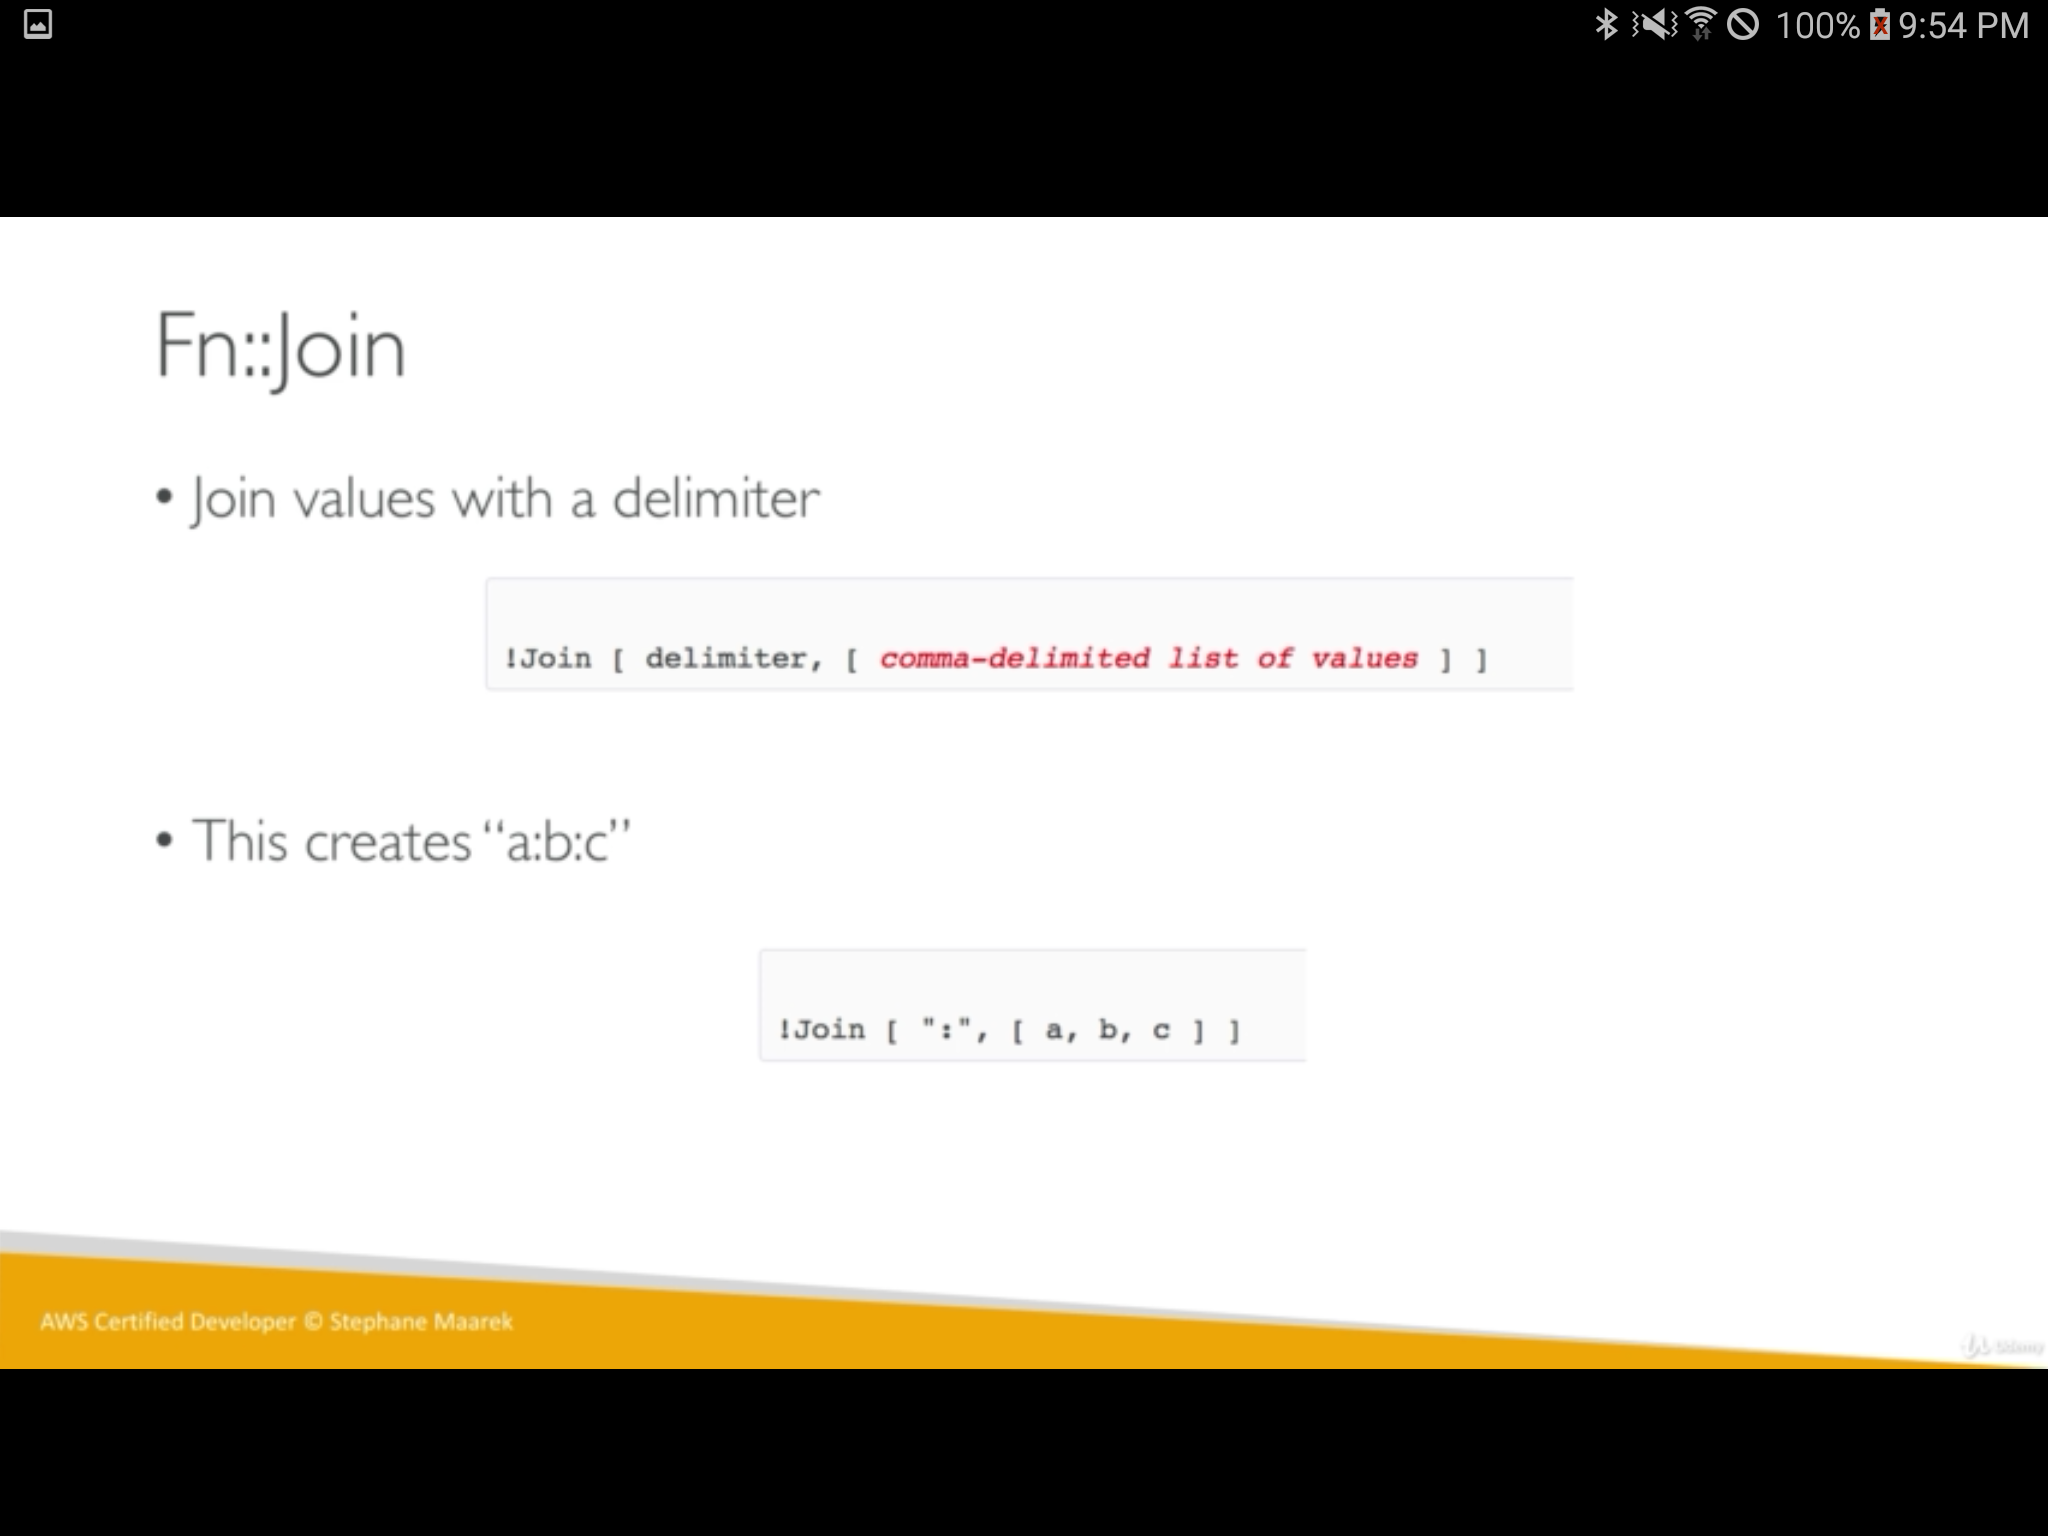 100% 9:54 PM
Fn::Join
• Join values with a delimiter
!Join [ delimiter, [ comma-delimited list of values ] ]
• This creates “a:b:c”
!Join [ ":", [ a, b, c ] ]
AWS Certified Developer © Stephane Maarek
Udemy